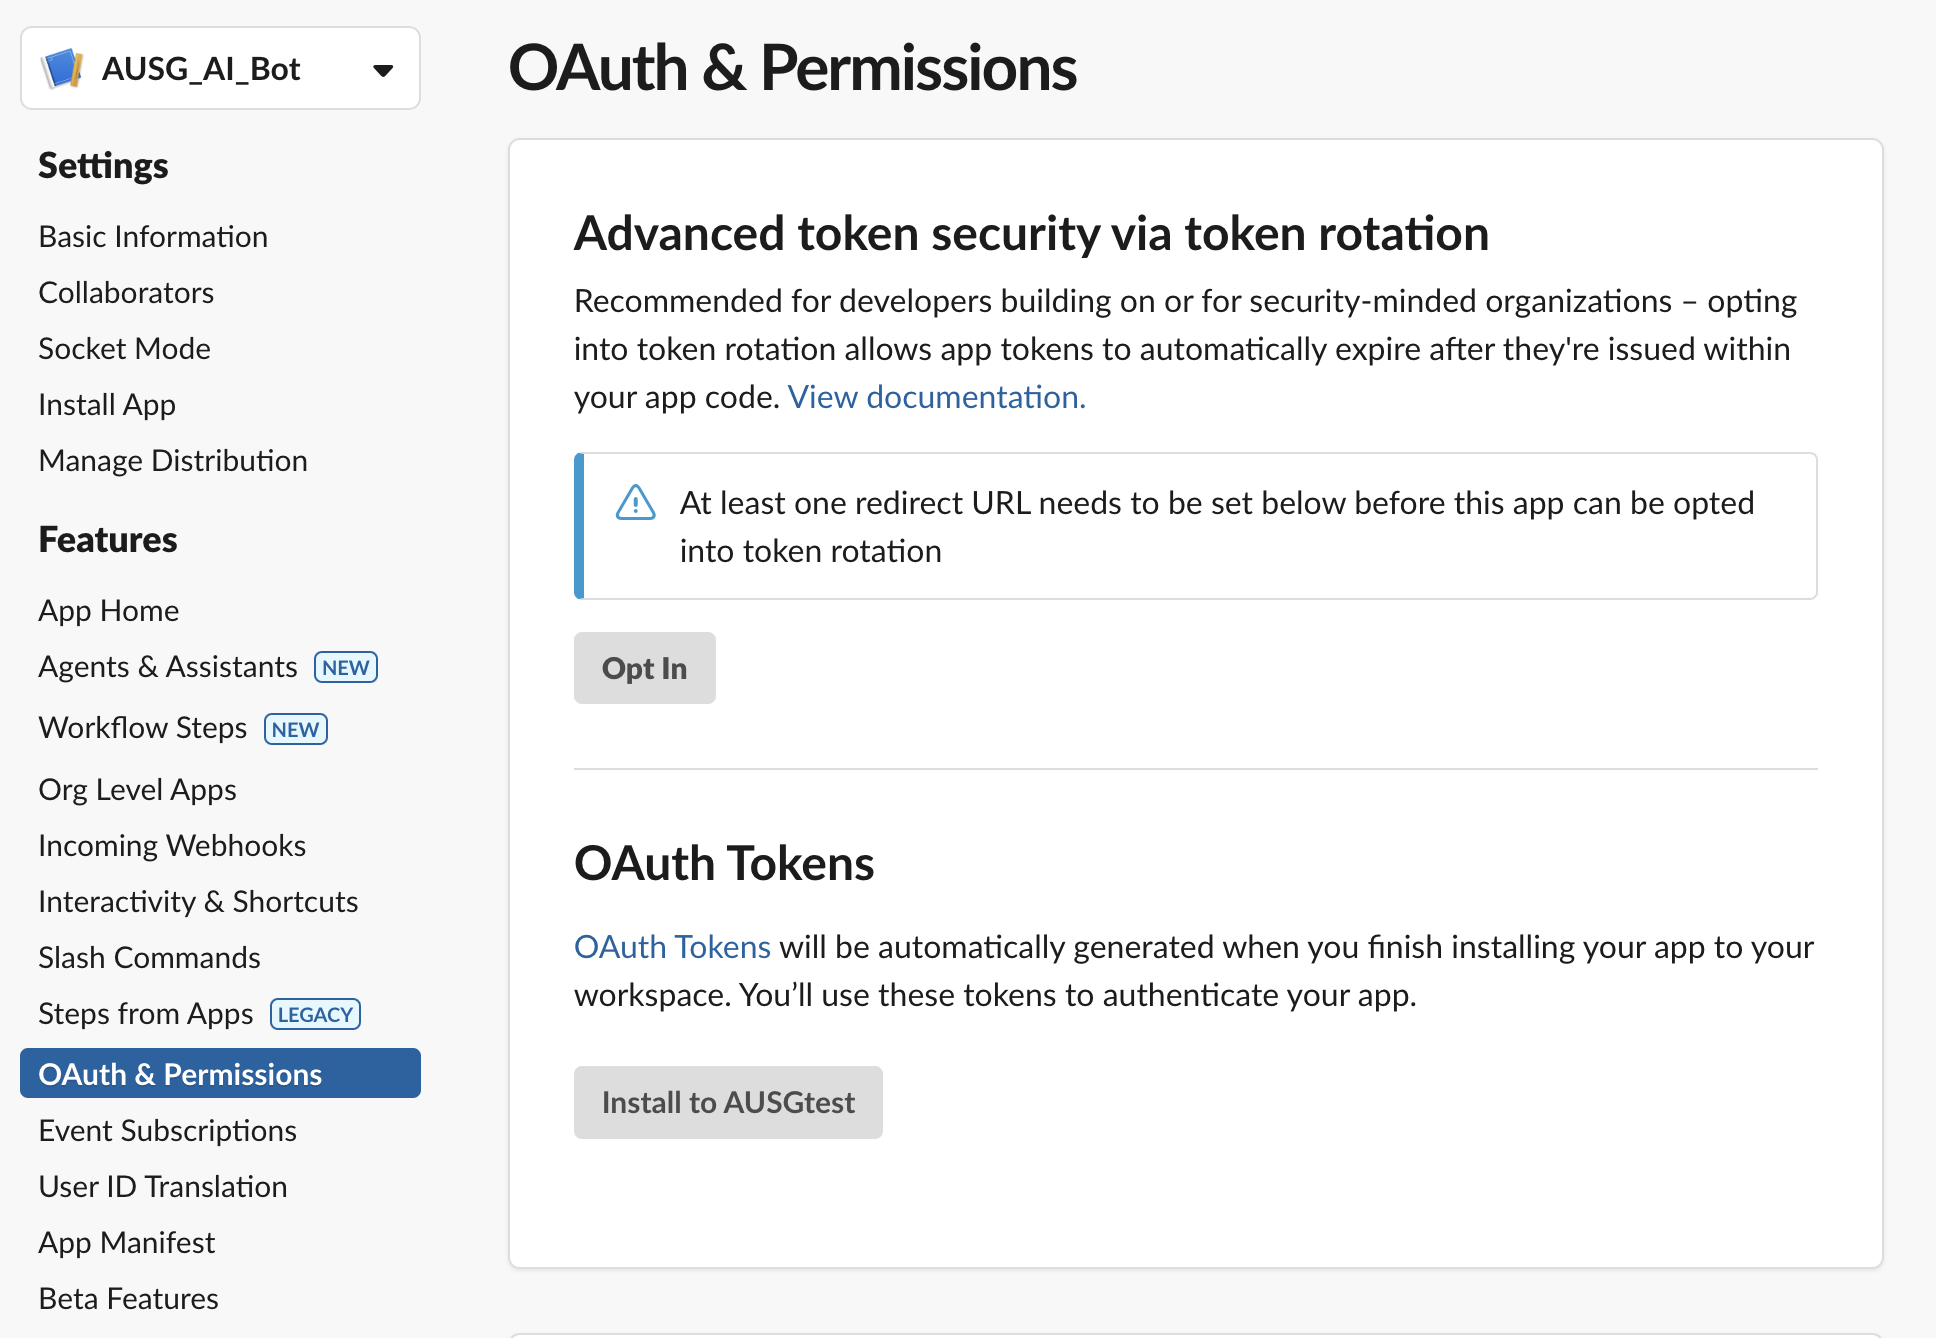 AUSG_AI_Bot
Settings
Basic Information
Collaborators
Socket Mode
Install App
Manage Distribution
Features
App Home
Agents & Assistants NEW
Workflow Steps NEW
Org Level Apps
Incoming Webhooks
Interactivity & Shortcuts
Slash Commands
Steps from Apps LEGACY
OAuth & Permissions
Event Subscriptions
User ID Translation
App Manifest
Beta Features
OAuth & Permissions
Advanced token security via token rotation
Recommended for developers building on or for security-minded organizations – opting
into token rotation allows app tokens to automatically expire after they're issued within
your app code. View documentation.
At least one redirect URL needs to be set below before this app can be opted
into token rotation
Opt In
OAuth Tokens
OAuth Tokens will be automatically generated when you finish installing your app to your
workspace. You’ll use these tokens to authenticate your app.
Install to AUSGtest